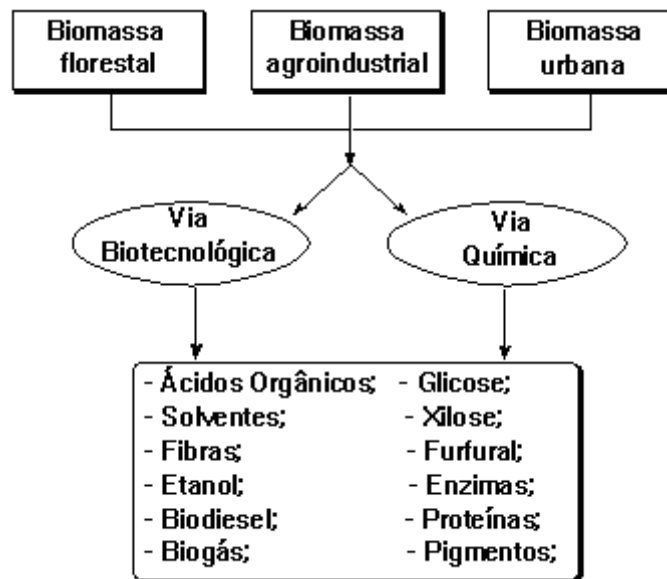 Biomassa
florestal
Biomassa
agroindustrial
Biomassa
urbana
Via
Biotecnológica
Via
Química
- Ácidos Orgânicos; - Glicose;
- Solventes; - Xilose;
- Fibras; - Furfural;
- Etanol; - Enzimas;
- Biodiesel; - Proteínas;
- Biogás; - Pigmentos;